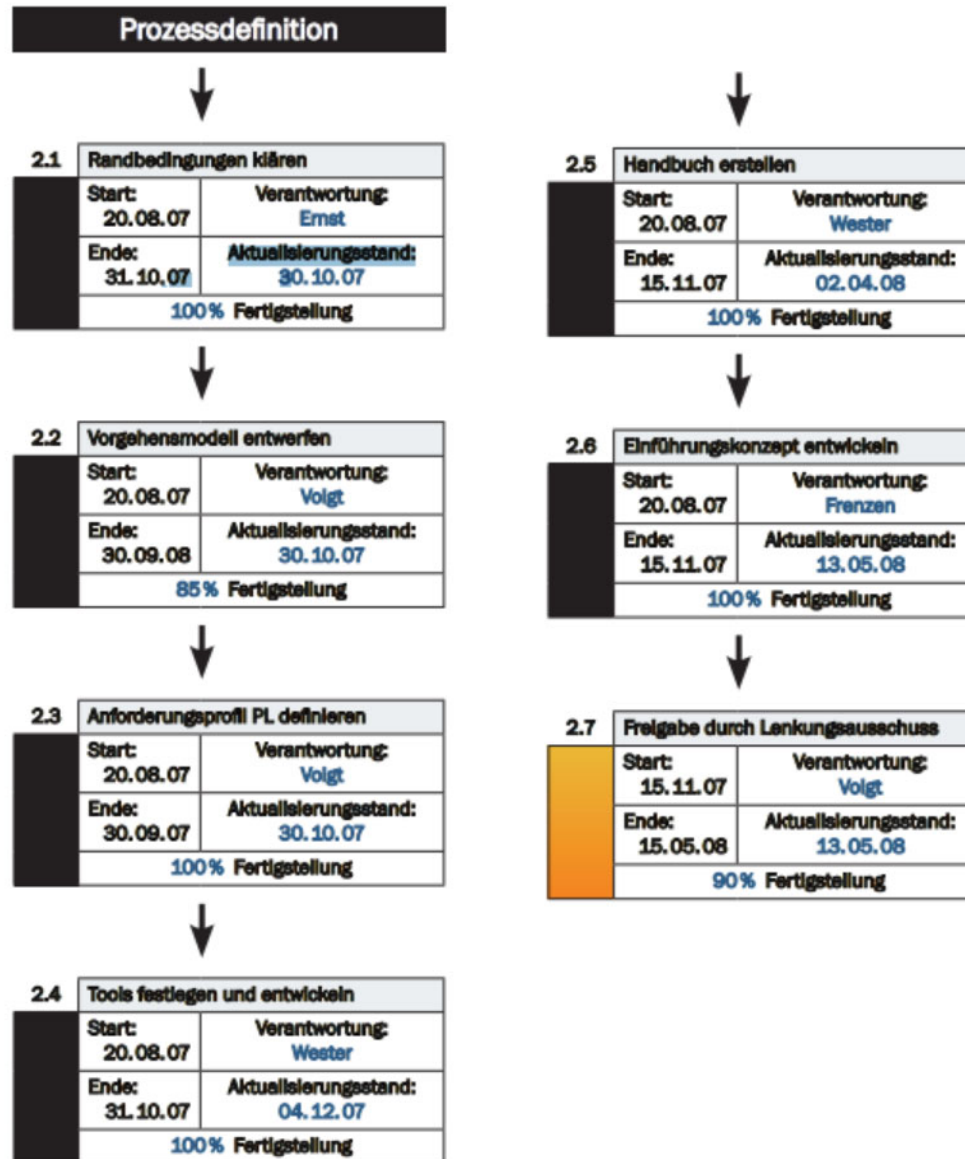 Prozessdefinition
2.1 Randbedingungen klären
Start: Verantwortung:
20.08.07 Ernst
Ende: Aktualisierungsstand:
31.10.07 30.10.07
100% Fertigstellung
2.2 Vorgehensmodell entwerfen
Start: Verantwortung:
20.08.07 Voigt
Ende: Aktualisierungsstand:
30.09.08 30.10.07
85% Fertigstellung
2.3 Anforderungsprofil PL definieren
Start: Verantwortung:
20.08.07 Voigt
Ende: Aktualisierungsstand:
30.09.07 30.10.07
100% Fertigstellung
2.4 Tools festlegen und entwickeln
Start: Verantwortung:
20.08.07 Wester
Ende: Aktualisierungsstand:
31.10.07 04.12.07
100% Fertigstellung
2.5 Handbuch erstellen
Start: Verantwortung:
20.08.07 Wester
Ende: Aktualisierungsstand:
15.11.07 02.04.08
100% Fertigstellung
2.6 Einführungskonzept entwickeln
Start: Verantwortung:
20.08.07 Frenzen
Ende: Aktualisierungsstand:
15.11.07 13.05.08
100% Fertigstellung
2.7 Freigabe durch Lenkungsausschuss
Start: Verantwortung:
15.11.07 Voigt
Ende: Aktualisierungsstand:
15.05.08 13.05.08
90% Fertigstellung